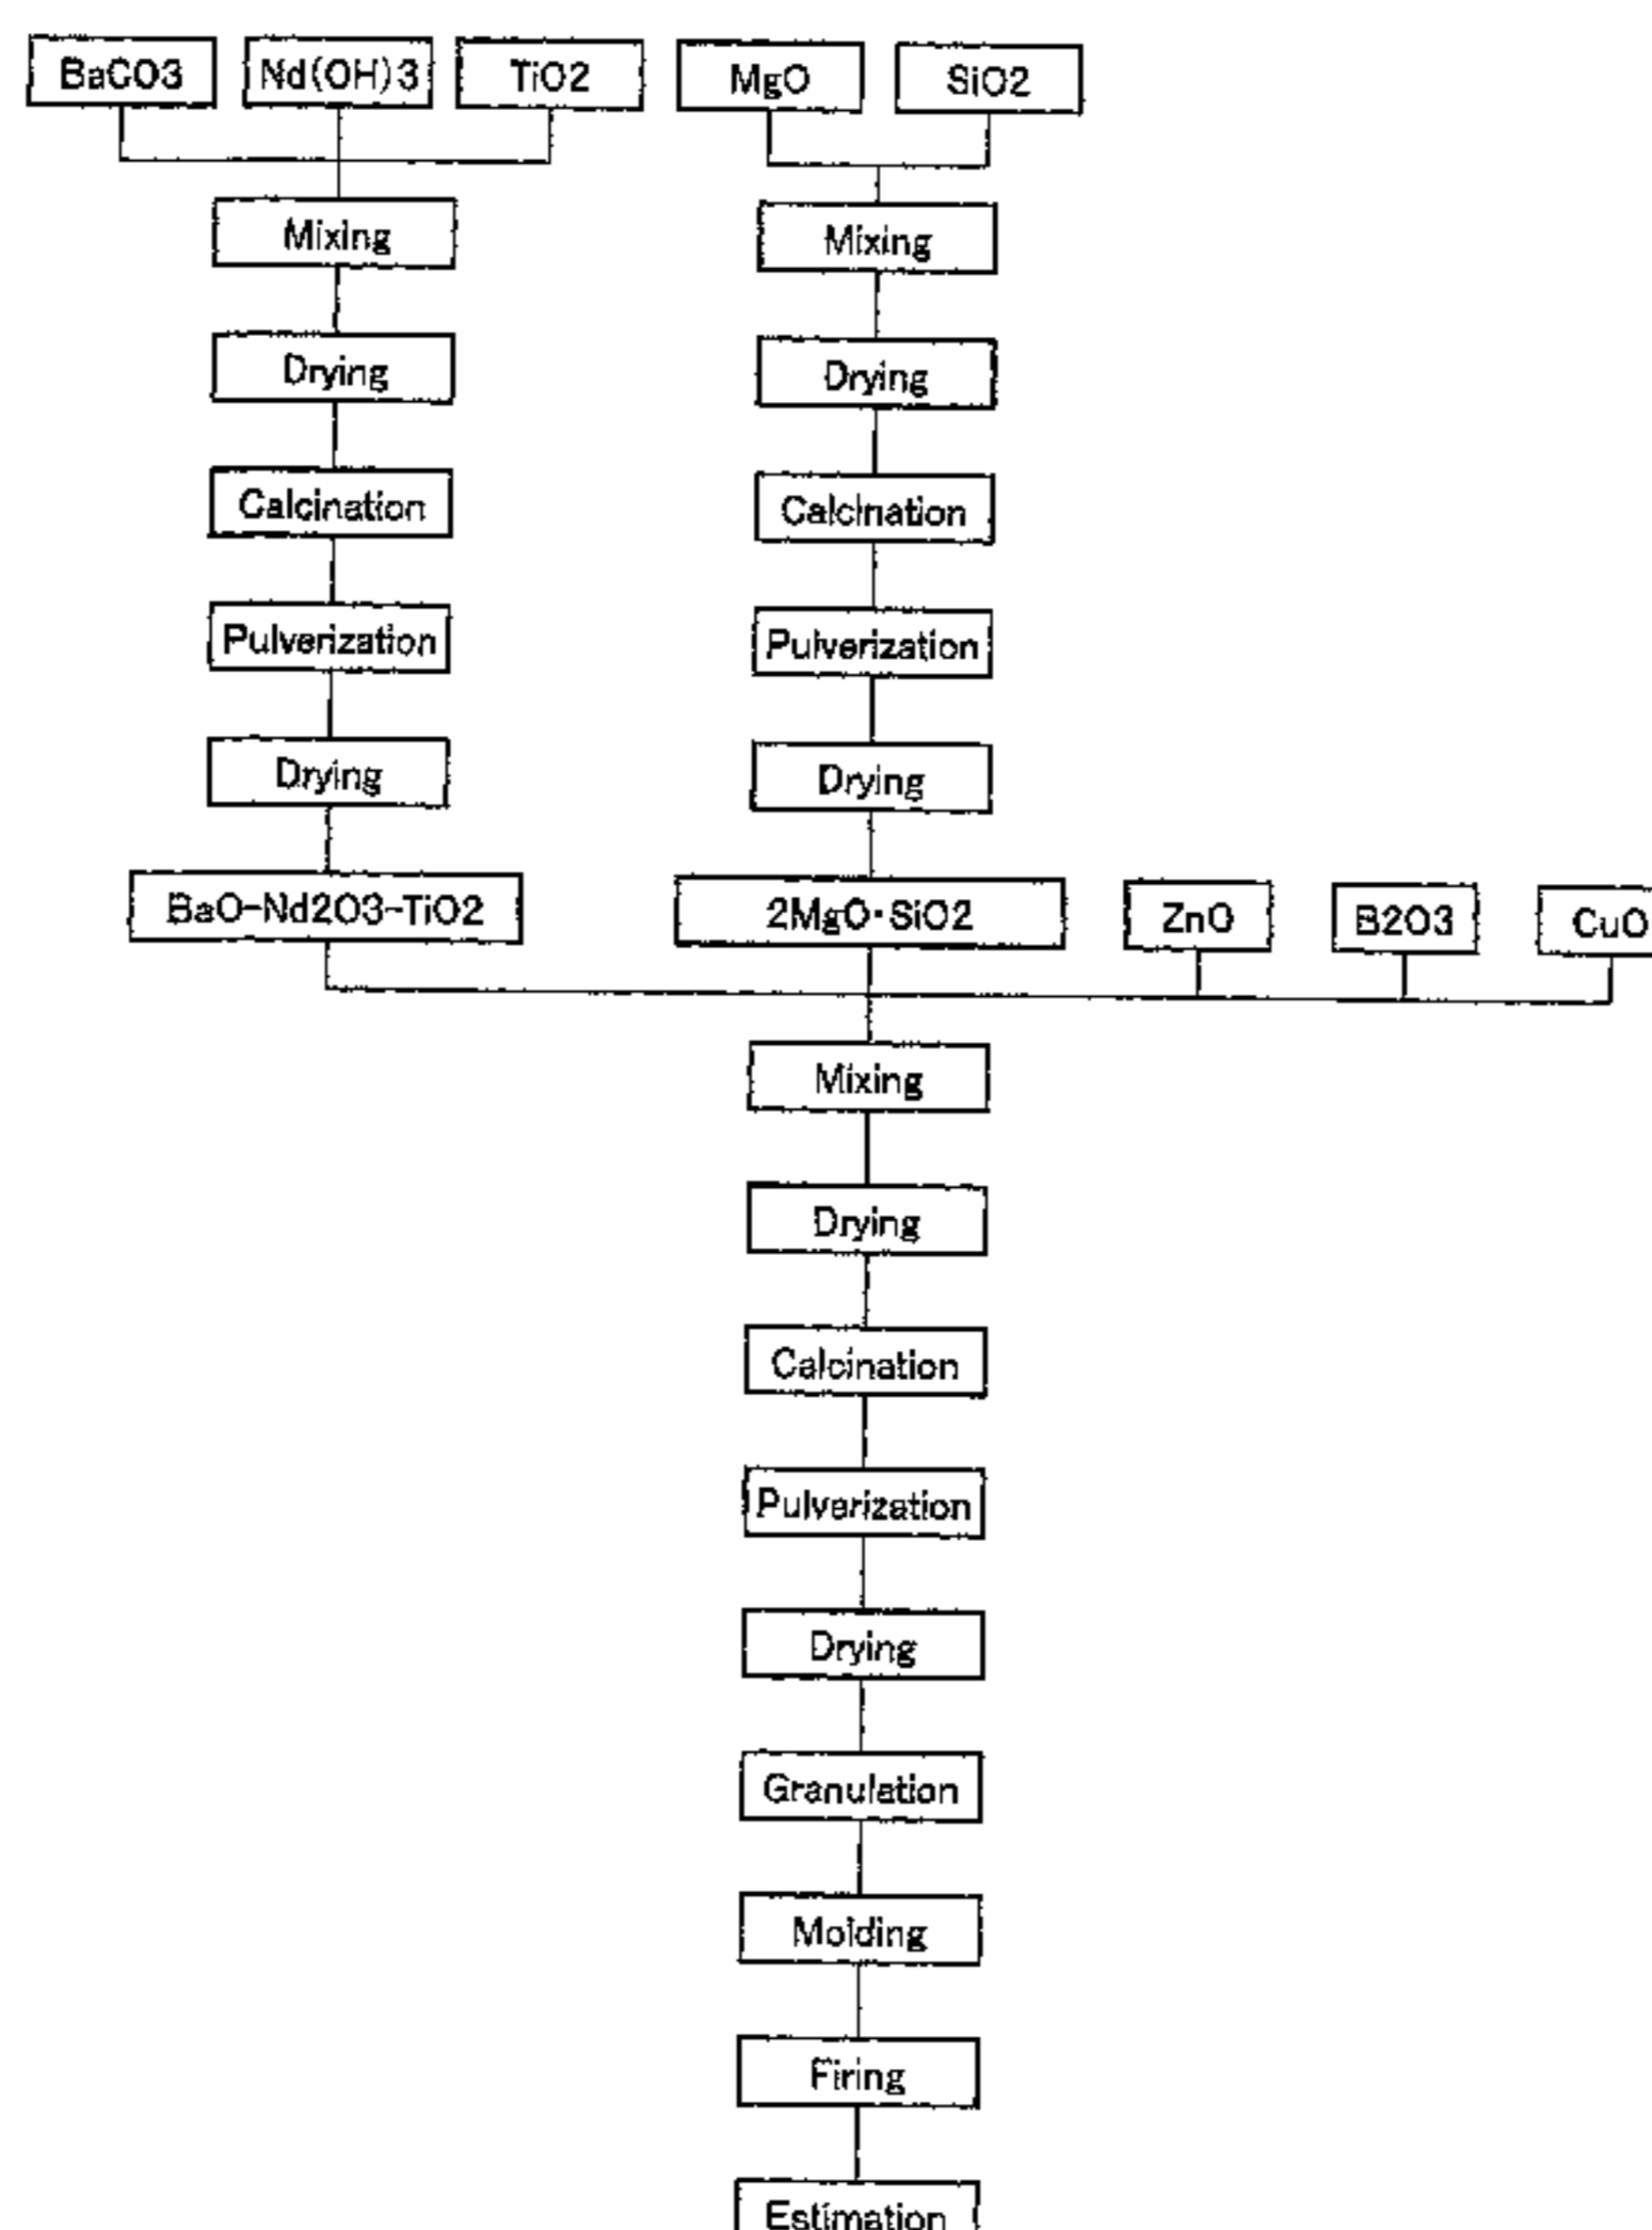 BaCO3
Nd(OH)3
TiO2
MgO
SiO2
Mixing
Mixing
Drying
Drying
Calcination
Calcination
Pulverization
Pulverization
Drying
Drying
BaO-Nd2O3-TiO2
2MgO·SiO2
ZnO
B2O3
CuO
Mixing
Drying
Calcination
Pulverization
Drying
Granulation
Molding
Firing
Estimation